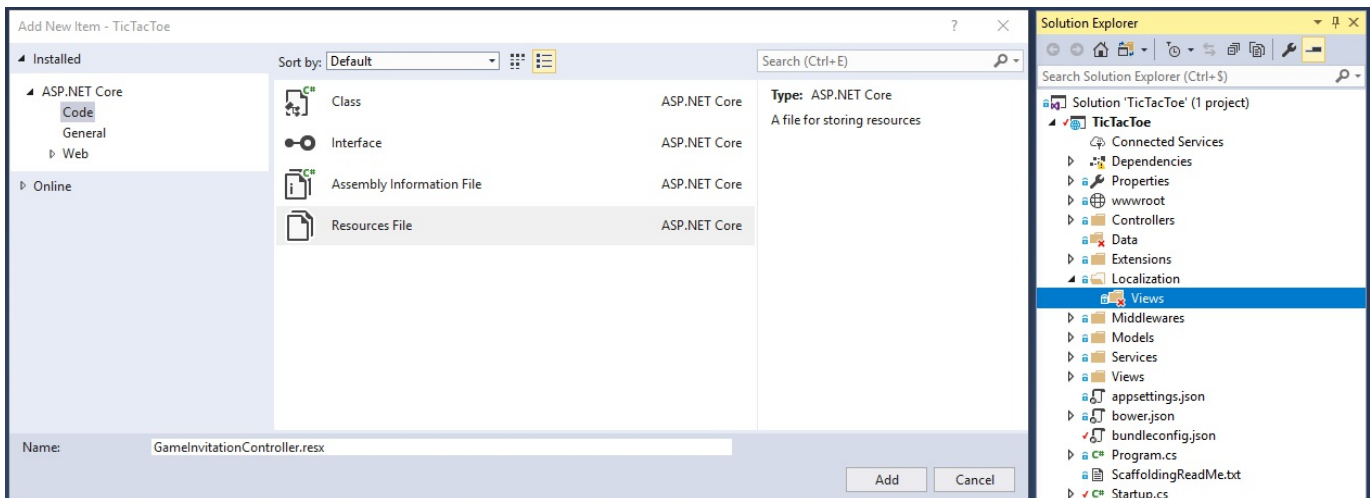 Add New Item - TicTacToe
?
Installed
Sort by: Default
Search (Ctrl+E)
ASP.NET Core
Code
General
Web
Online
Class ASP.NET Core
Interface ASP.NET Core
Assembly Information File ASP.NET Core
Resources File ASP.NET Core
Type: ASP.NET Core
A file for storing resources
Name: GameInvitationController.resx
Add Cancel
Solution Explorer
Search Solution Explorer (Ctrl+$)
Solution 'TicTacToe' (1 project)
TicTacToe
Connected Services
Dependencies
Properties
wwwroot
Controllers
Data
Extensions
Localization
Views
Middlewares
Models
Services
Views
appsettings.json
bower.json
bundleconfig.json
C# Program.cs
ScaffoldingReadMe.txt
C# Startup.cs